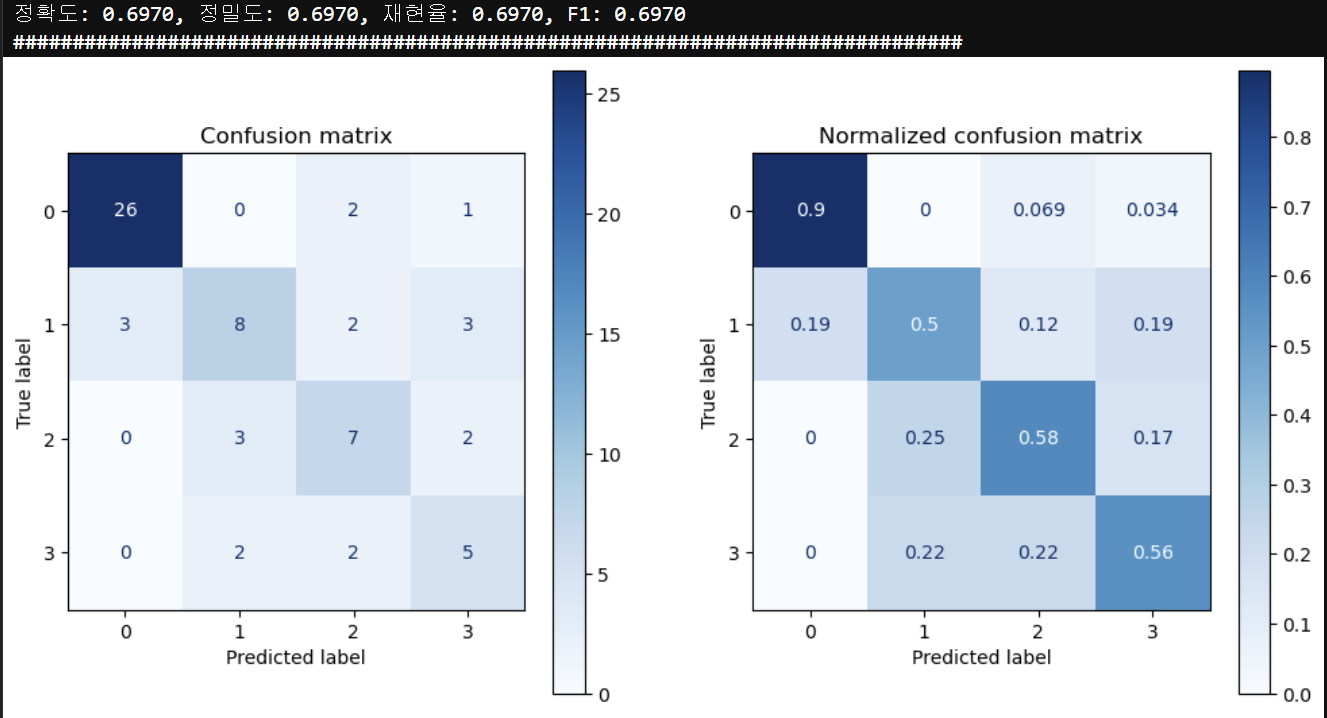 정확도: 0.6970, 정밀도: 0.6970, 재현율: 0.6970, F1: 0.6970
###############################################################################
Confusion matrix
26 0 2 1
3 8 2 3
0 3 7 2
0 2 2 5
0
1
2
3
True label
0 1 2 3
Predicted label
25
20
15
10
5
0
Normalized confusion matrix
0.9 0 0.069 0.034
0.19 0.5 0.12 0.19
0 0.25 0.58 0.17
0 0.22 0.22 0.56
0
1
2
3
True label
0 1 2 3
Predicted label
0.8
0.7
0.6
0.5
0.4
0.3
0.2
0.1
0.0